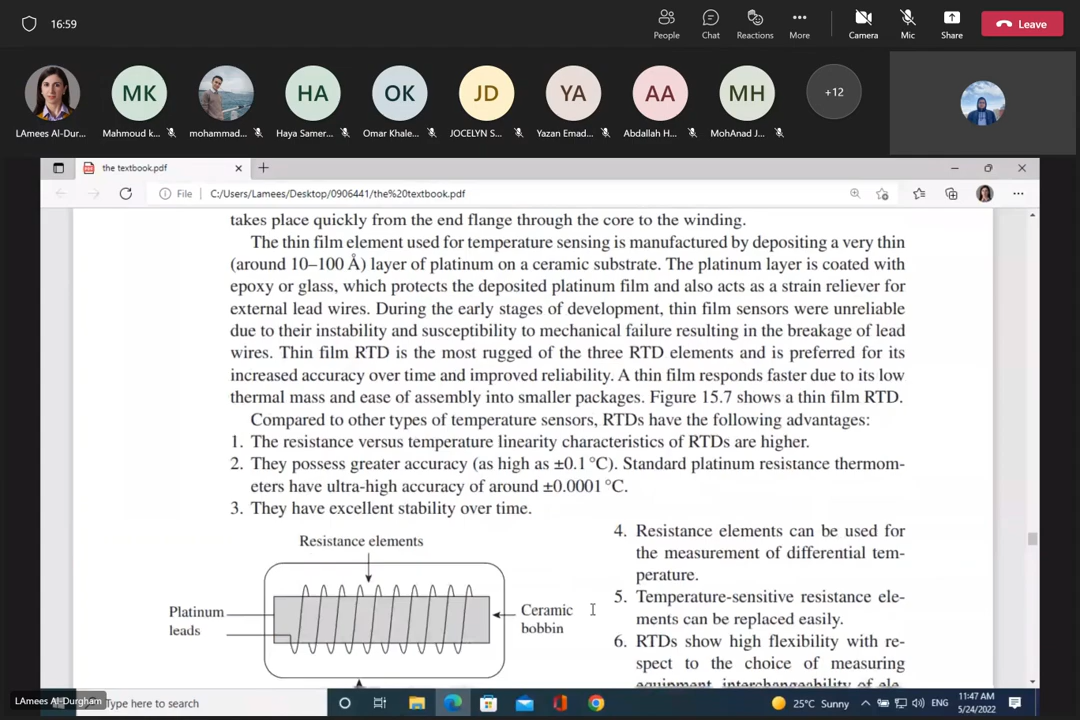 16:59
People
Chat
Reactions
More
Camera
Mic
Share
Leave
MK
HA
OK
JD
YA
AA
MH
+12
LAmees Al-Dur...
Mahmoud k...
mohammad...
Haya Samer...
Omar Khale...
JOCELYN S...
Yazan Emad...
Abdallah H...
MohAnad J...
the textbook.pdf
File
C:/Users/Lamees/Desktop/0906441/the%20textbook.pdf
takes place quickly from the end flange through the core to the winding.
The thin film element used for temperature sensing is manufactured by depositing a very thin
(around 10–100 Å) layer of platinum on a ceramic substrate. The platinum layer is coated with
epoxy or glass, which protects the deposited platinum film and also acts as a strain reliever for
external lead wires. During the early stages of development, thin film sensors were unreliable
due to their instability and susceptibility to mechanical failure resulting in the breakage of lead
wires. Thin film RTD is the most rugged of the three RTD elements and is preferred for its
increased accuracy over time and improved reliability. A thin film responds faster due to its low
thermal mass and ease of assembly into smaller packages. Figure 15.7 shows a thin film RTD.
Compared to other types of temperature sensors, RTDs have the following advantages:
1. The resistance versus temperature linearity characteristics of RTDs are higher.
2. They possess greater accuracy (as high as ±0.1 °C). Standard platinum resistance thermom-
eters have ultra-high accuracy of around ±0.0001 °C.
3. They have excellent stability over time.
Resistance elements
Platinum
leads
Ceramic
bobbin
4. Resistance elements can be used for
the measurement of differential tem-
perature.
5. Temperature-sensitive resistance ele-
ments can be replaced easily.
6. RTDs show high flexibility with re-
spect to the choice of measuring
equipment, interchangeability of ele-
LAmees Al-Durgham
Type here to search
25°C Sunny
ENG
11:47 AM
5/24/2022